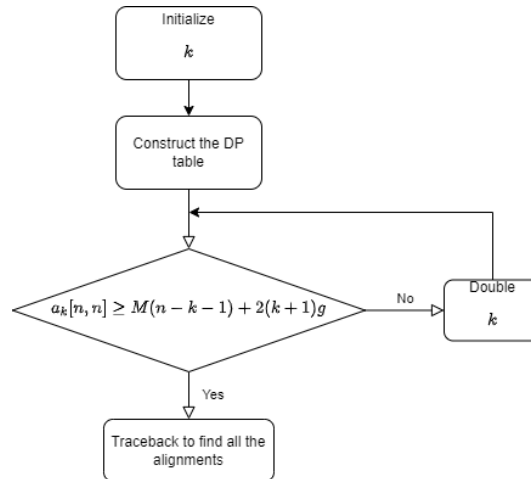 Initialize
k
Construct the DP
table
a_k[n, n] ≥ M(n − k − 1) + 2(k + 1)g
No
Double
k
Yes
Traceback to find all the
alignments